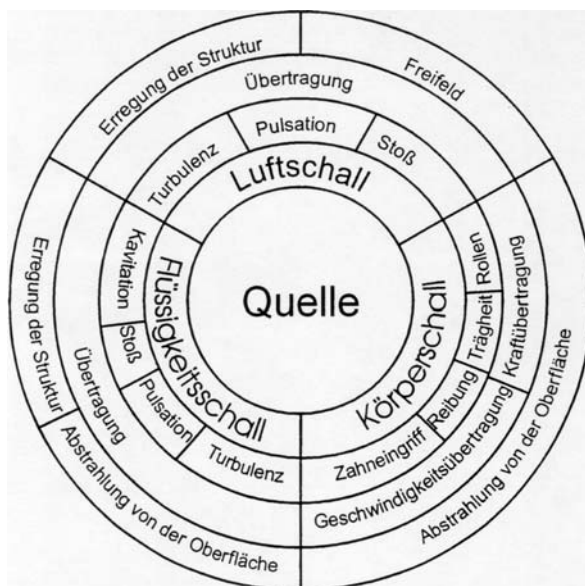 Erregung der Struktur
Freifeld
Übertragung
Turbulenz
Pulsation
Stoß
Luftschall
Quelle
Flüssigkeitsschall
Kavitation
Stoß
Pulsation
Turbulenz
Übertragung
Erregung der Struktur
Abstrahlung von der Oberfläche
Körperschall
Rollen
Trägheit
Reibung
Zahneingriff
Kraftübertragung
Geschwindigkeitsübertragung
Abstrahlung von der Oberfläche